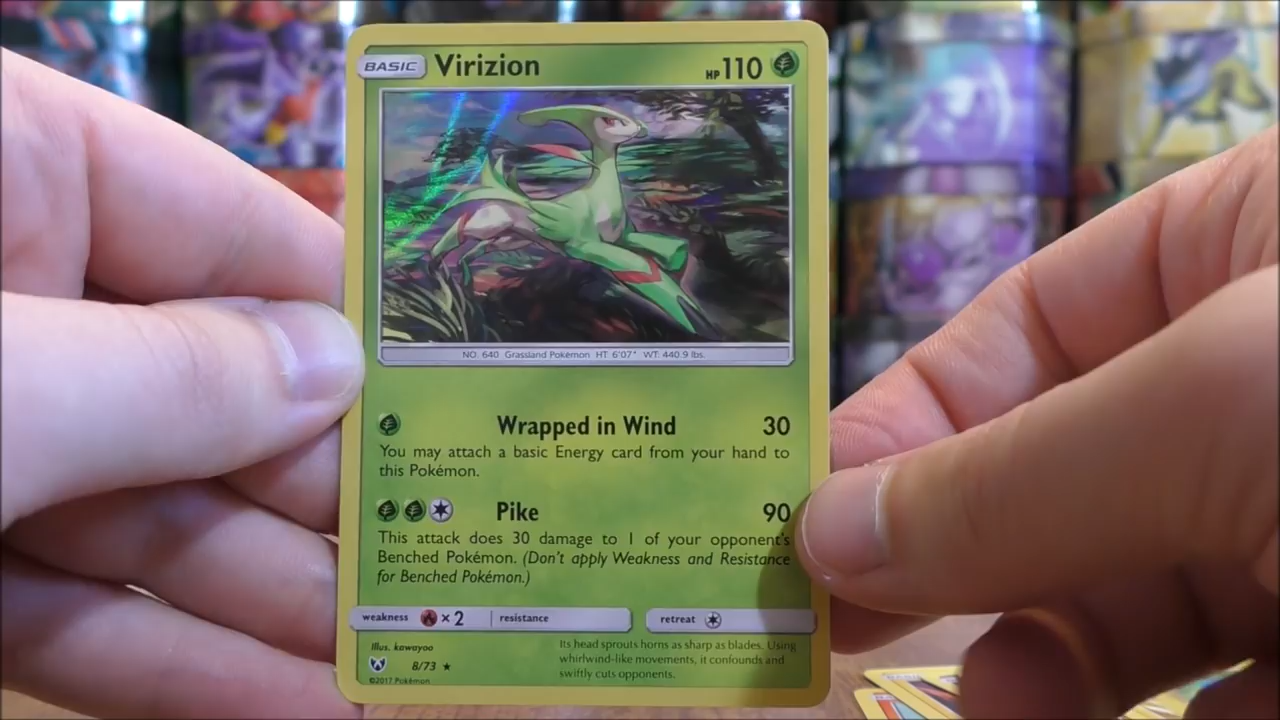 BASIC Virizion HP 110
NO. 640 Grassland Pokémon HT: 6'07" WT: 440.9 lbs.
Wrapped in Wind 30
You may attach a basic Energy card from your hand to
this Pokémon.
Pike 90
This attack does 30 damage to 1 of your opponent's
Benched Pokémon. (Don't apply Weakness and Resistance
for Benched Pokémon.)
weakness ×2 resistance retreat
Illus. kawayoo
8/73 ★
©2017 Pokémon
Its head sprouts horns as sharp as blades. Using
whirlwind-like movements, it confounds and
swiftly cuts opponents.